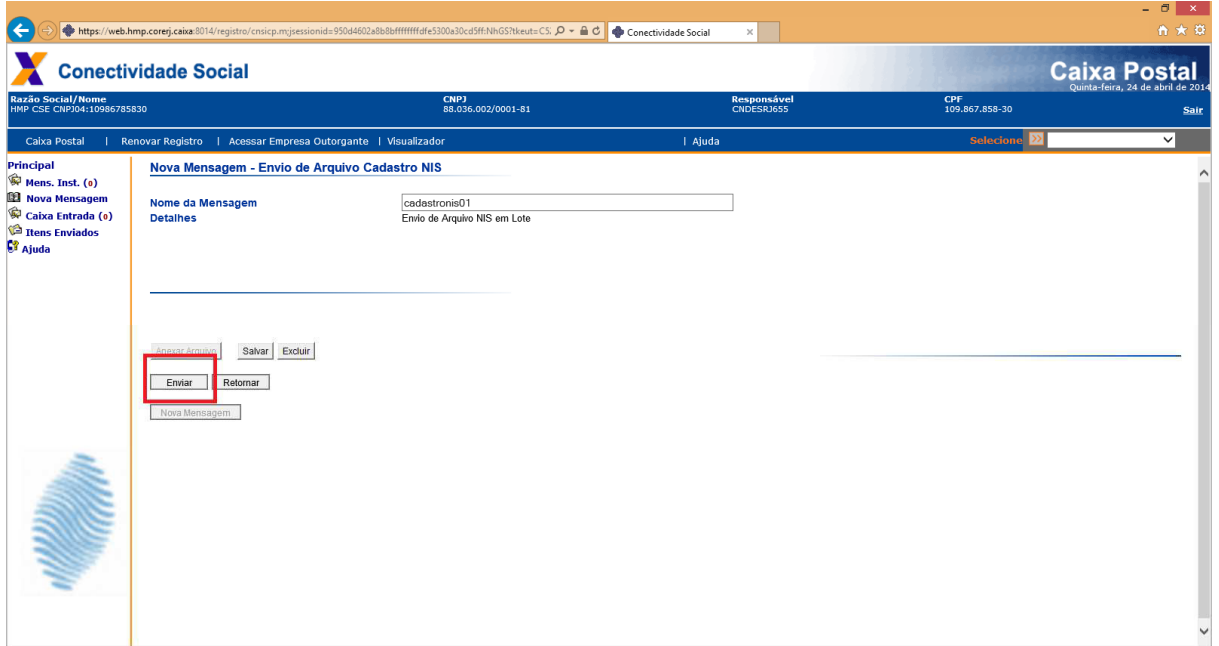 https://web.hmp.corerj.caixa:8014/registro/cnsicp.m;jsessionid=950d4602a8b8bffffffffdfe5300a30cd5ff:NhGS?tkeut=C5.
Conectividade Social
Conectividade Social
Caixa Postal
Quinta-feira, 24 de abril de 2014
Razão Social/Nome CNPJ Responsável CPF
HMP CSE CNPJ04:10986785830 88.036.002/0001-81 CNDESRJ655 109.867.858-30
Sair
Caixa Postal | Renovar Registro | Acessar Empresa Outorgante | Visualizador | Ajuda Selecione
Principal
Mens. Inst. (0)
Nova Mensagem
Caixa Entrada (0)
Itens Enviados
Ajuda
Nova Mensagem - Envio de Arquivo Cadastro NIS
Nome da Mensagem cadastronis01
Detalhes Envio de Arquivo NIS em Lote
Anexar Arquivo Salvar Excluir
Enviar Retornar
Nova Mensagem